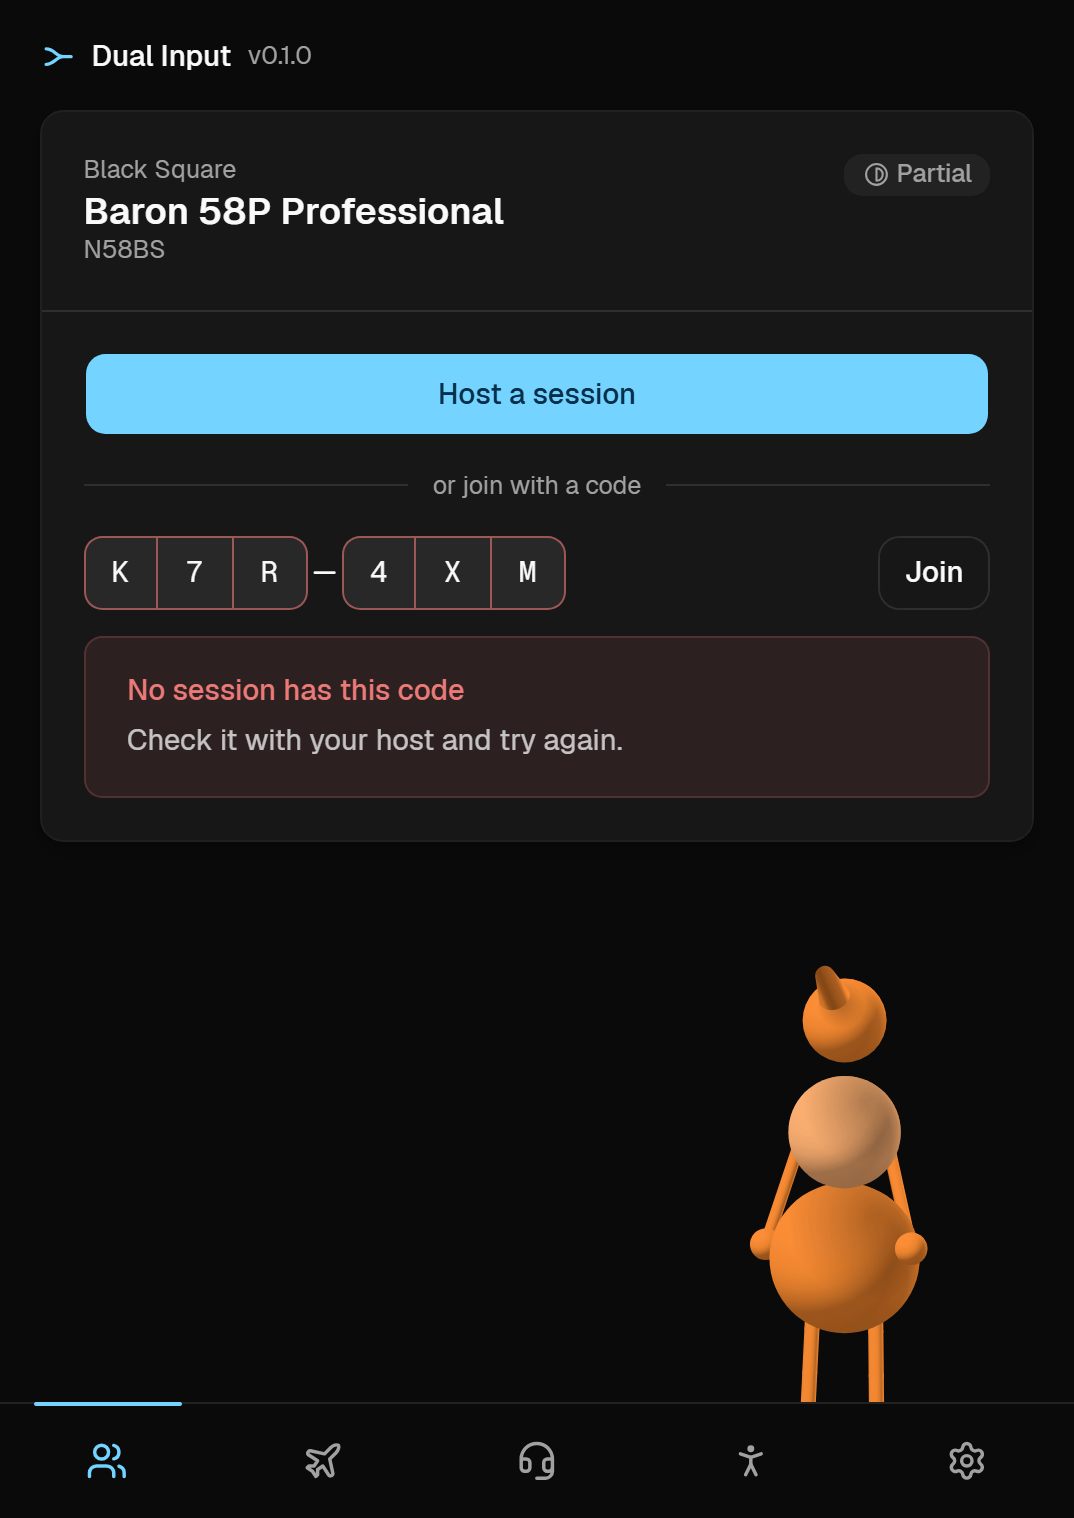 Dual Input v0.1.0
Black Square
Partial
Baron 58P Professional
N58BS
Host a session
or join with a code
K 7 R – 4 X M
Join
No session has this code
Check it with your host and try again.